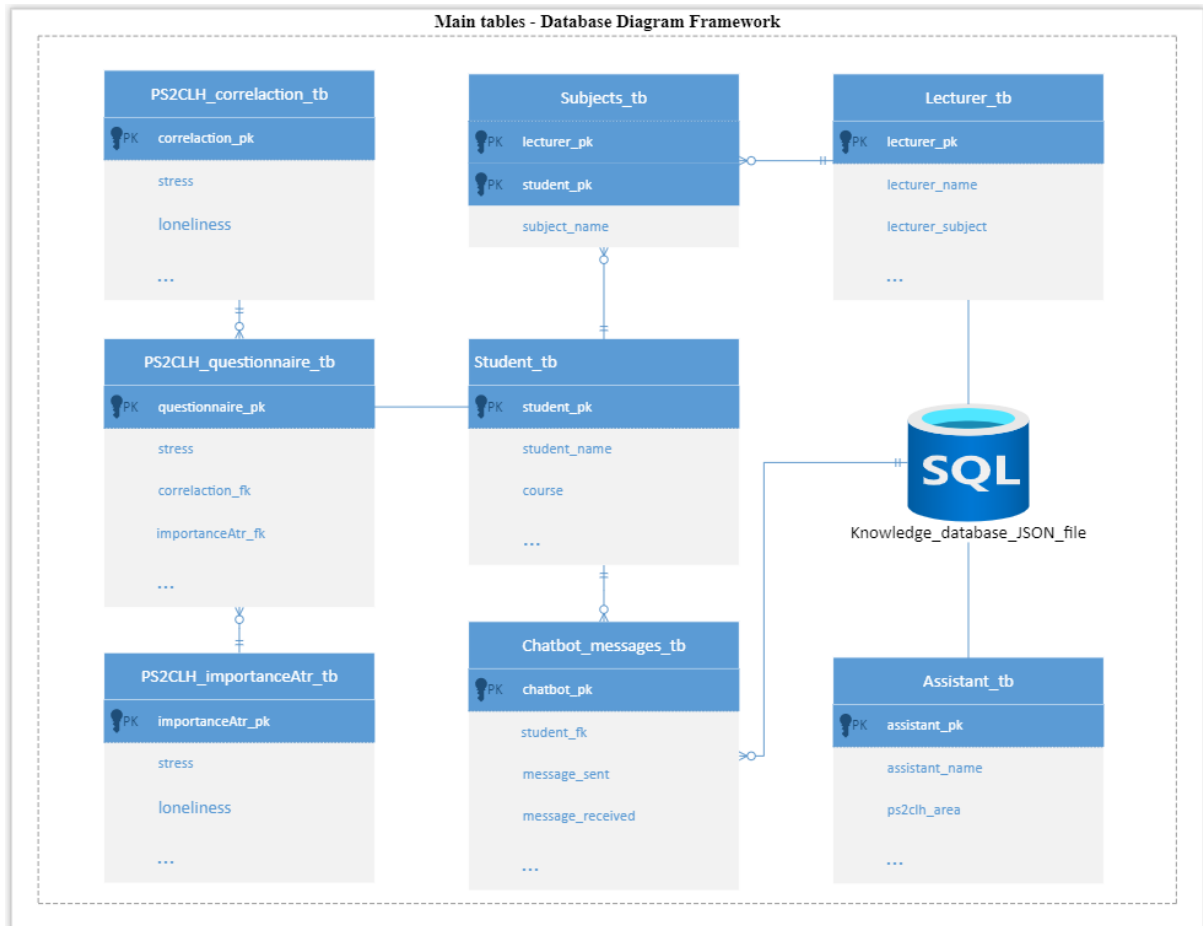 Main tables - Database Diagram Framework
PS2CLH_correlaction_tb
PK correlaction_pk
stress
loneliness
...
Subjects_tb
PK lecturer_pk
PK student_pk
subject_name
Lecturer_tb
PK lecturer_pk
lecturer_name
lecturer_subject
...
PS2CLH_questionnaire_tb
PK questionnaire_pk
stress
correlaction_fk
importanceAtr_fk
...
Student_tb
PK student_pk
student_name
course
...
SQL
Knowledge_database_JSON_file
PS2CLH_importanceAtr_tb
PK importanceAtr_pk
stress
loneliness
...
Chatbot_messages_tb
PK chatbot_pk
student_fk
message_sent
message_received
...
Assistant_tb
PK assistant_pk
assistant_name
ps2clh_area
...